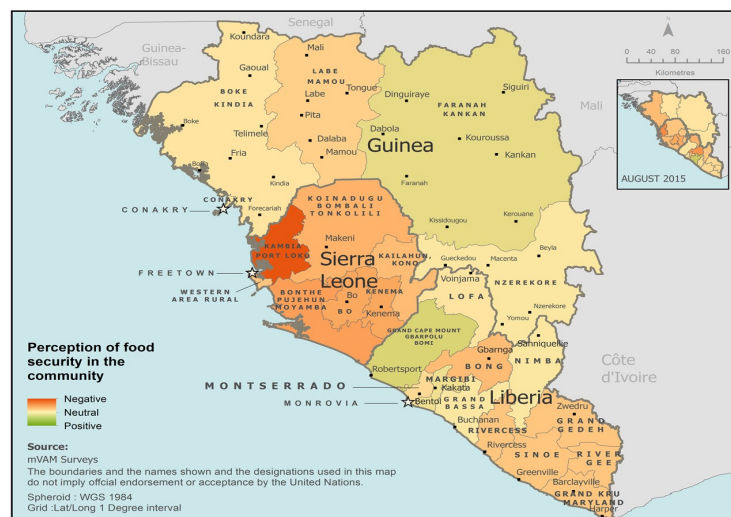 Senegal
Guinea-
Bissau
Mali
Côte
d'Ivoire
Koundara
Gaoual
BOKE
KINDIA
Boke
Telimele
Fria
Boffa
Kindia
Forecariah
CONAKRY
CONAKRY
Mali
LABE
MAMOU
Tongue
Labe
Pita
Dalaba
Mamou
Siguiri
Dinguiraye
FARANAH
KANKAN
Dabola
Kouroussa
Guinea
Kankan
Faranah
Kissidougou
Kerouane
Beyla
Gueckedou
Macenta
NZEREKORE
Nzerekore
Yomou
KOINADUGU
BOMBALI
TONKOLILI
Makeni
KAMBIA
PORT LOKO
Sierra
Leone
KAILAHUN,
KONO
FREETOWN
WESTERN
AREA RURAL
BONTHE
PUJEHUN
MOYAMBA
Bo
BO
KENEMA
Kenema
Voinjama
LOFA
GRAND CAPE MOUNT
GBARPOLU
BOMI
Robertsport
Gbarnga
BONG
Sanniquellie
NIMBA
MONTSERRADO
MARGIBI
Kakata
MONROVIA
Bentol
GRAND
BASSA
Liberia
Buchanan
RIVERCESS
Rivercess
Zwedru
GRAND
GEDEH
SINOE
RIVER
GEE
Greenville
Barclayville
GRAND KRU
MARYLAND
Harper
N
0 40 80 120 160
Kilometres
AUGUST 2015
Perception of food
security in the
community
Negative
Neutral
Positive
Source:
mVAM Surveys
The boundaries and the names shown and the designations used in this map
do not imply offcial endorsement or acceptance by the United Nations.
Spheroid : WGS 1984
Grid :Lat/Long 1 Degree interval